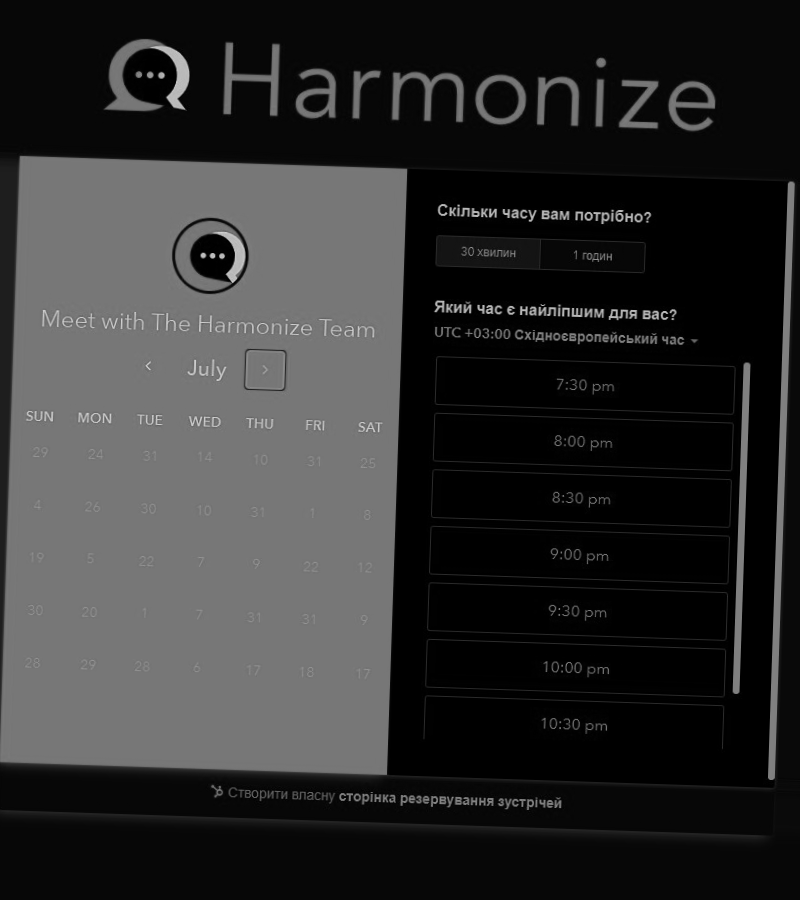 Harmonize
Meet with The Harmonize Team
July
SUN MON TUE WED THU FRI SAT
29 24 31 14 10 31 25
4 26 30 10 31 1 8
19 5 22 7 9 22 12
30 20 1 7 31 31 9
28 29 28 6 17 18 17
Скільки часу вам потрібно?
30 хвилин 1 годин
Який час є найліпшим для вас?
UTC +03:00 Східноєвропейський час
7:30 pm
8:00 pm
8:30 pm
9:00 pm
9:30 pm
10:00 pm
10:30 pm
Створити власну сторінка резервування зустрічей